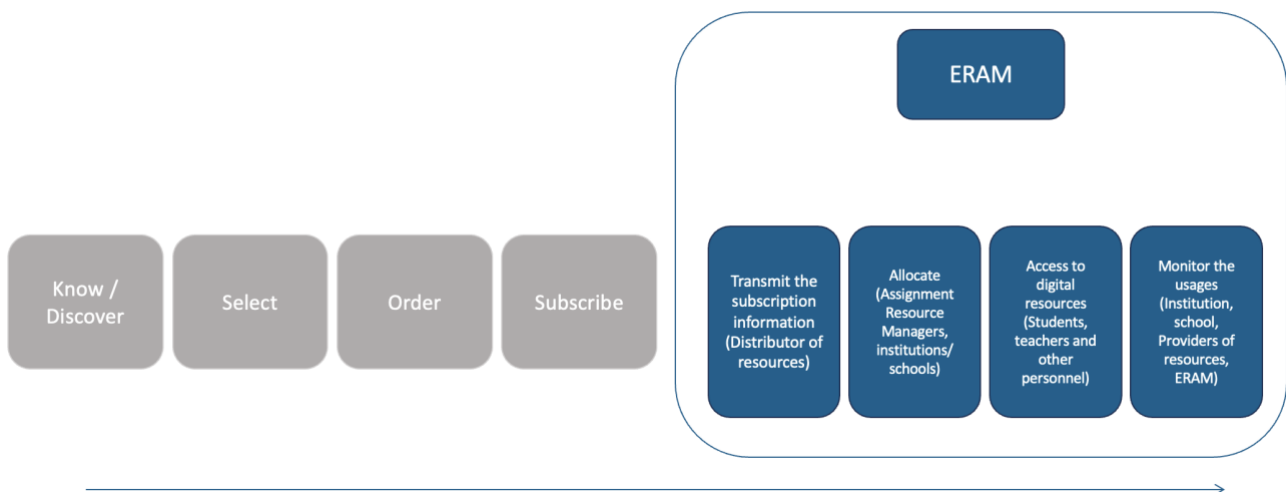 ERAM
Know /
Discover
Select
Order
Subscribe
Transmit the
subscription
information
(Distributor of
resources)
Allocate
(Assignment
Resource
Managers,
institutions/
schools)
Access to
digital
resources
(Students,
teachers and
other
personnel)
Monitor the
usages
(Institution,
school,
Providers of
resources,
ERAM)